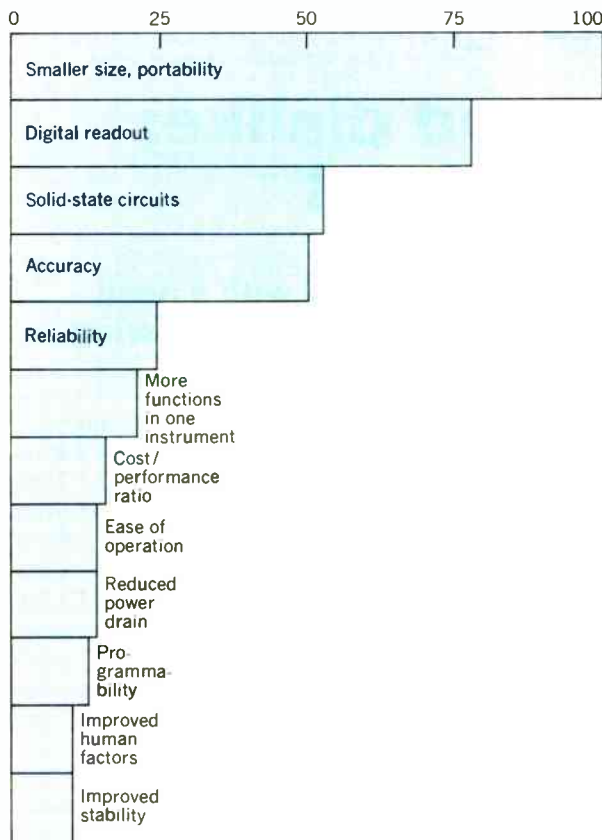 0 25 50 75 100
Smaller size, portability
Digital readout
Solid-state circuits
Accuracy
Reliability
More
functions
in one
instrument
Cost/
performance
ratio
Ease of
operation
Reduced
power
drain
Pro-
gramma-
bility
Improved
human
factors
Improved
stability